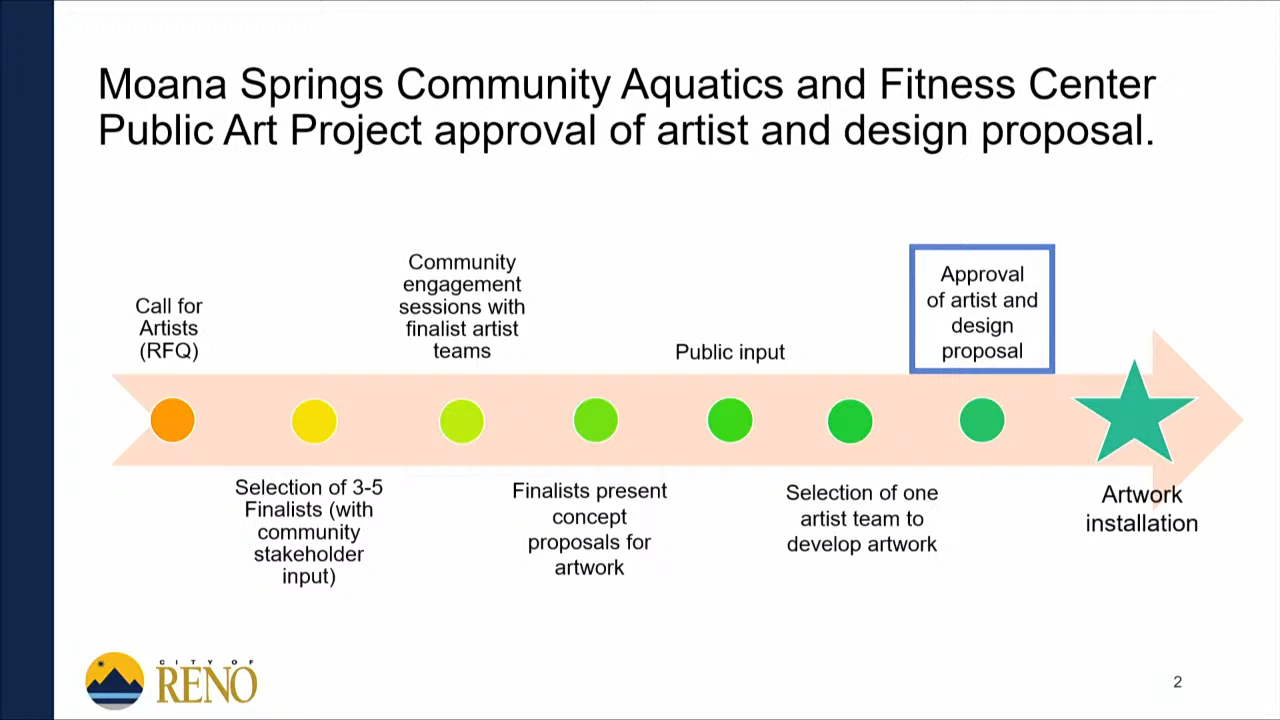 Moana Springs Community Aquatics and Fitness Center
Public Art Project approval of artist and design proposal.
Call for
Artists
(RFQ)
Selection of 3-5
Finalists (with
community
stakeholder
input)
Community
engagement
sessions with
finalist artist
teams
Finalists present
concept
proposals for
artwork
Public input
Selection of one
artist team to
develop artwork
Approval
of artist and
design
proposal
Artwork
installation
CITY OF
RENO
2